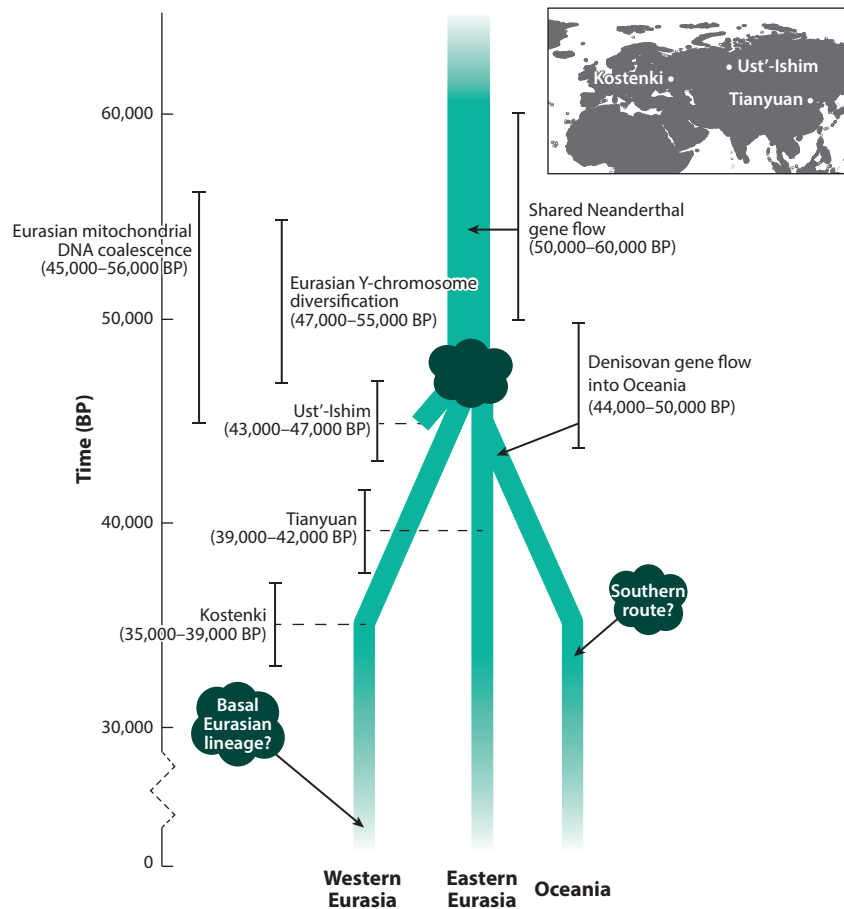 Kostenki
Ust'-Ishim
Tianyuan
Time (BP)
60,000
50,000
40,000
30,000
0
Eurasian mitochondrial
DNA coalescence
(45,000–56,000 BP)
Eurasian Y-chromosome
diversification
(47,000–55,000 BP)
Shared Neanderthal
gene flow
(50,000–60,000 BP)
Denisovan gene flow
into Oceania
(44,000–50,000 BP)
Ust'-Ishim
(43,000–47,000 BP)
Tianyuan
(39,000–42,000 BP)
Kostenki
(35,000–39,000 BP)
Southern
route?
Basal
Eurasian
lineage?
Western
Eurasia
Eastern
Eurasia
Oceania